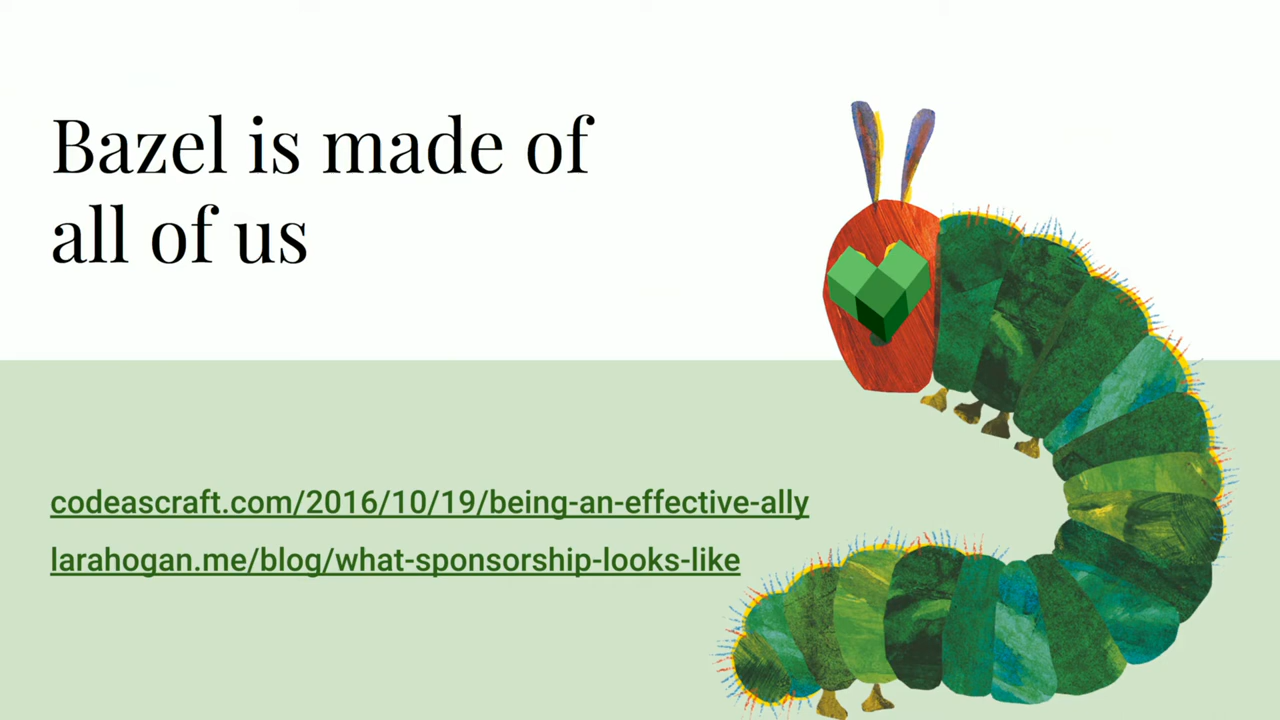 Bazel is made of
all of us
codeascraft.com/2016/10/19/being-an-effective-ally
larahogan.me/blog/what-sponsorship-looks-like